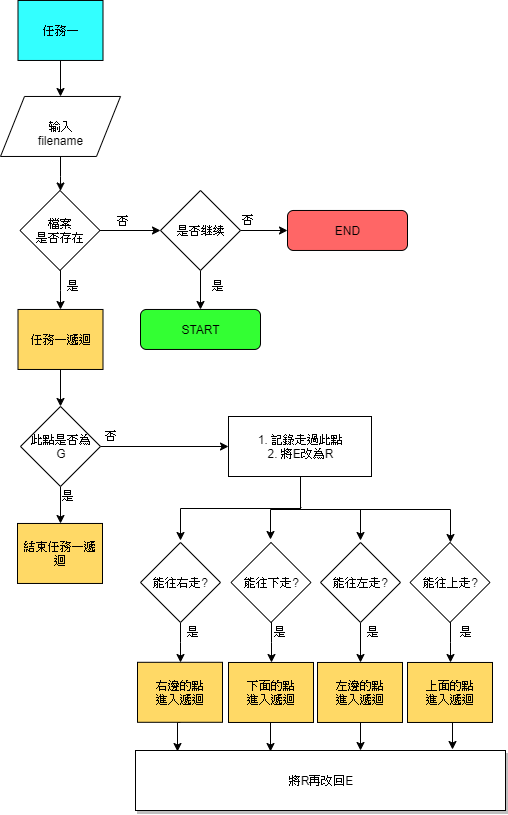 任務一
输入
filename
檔案
是否存在
否
是否继续
否
END
是
是
START
任務一遞迴
此點是否為
G
否
1. 記錄走過此點
2. 將E改為R
是
結束任務一遞
迴
能往右走?
能往下走?
能往左走?
能往上走?
是
是
是
是
右邊的點
進入遞迴
下面的點
進入遞迴
左邊的點
進入遞迴
上面的點
進入遞迴
將R再改回E